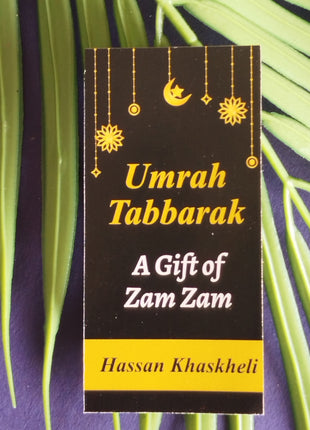 Umrah
Tabbarak
A Gift of
Zam Zam
Hassan Khaskheli